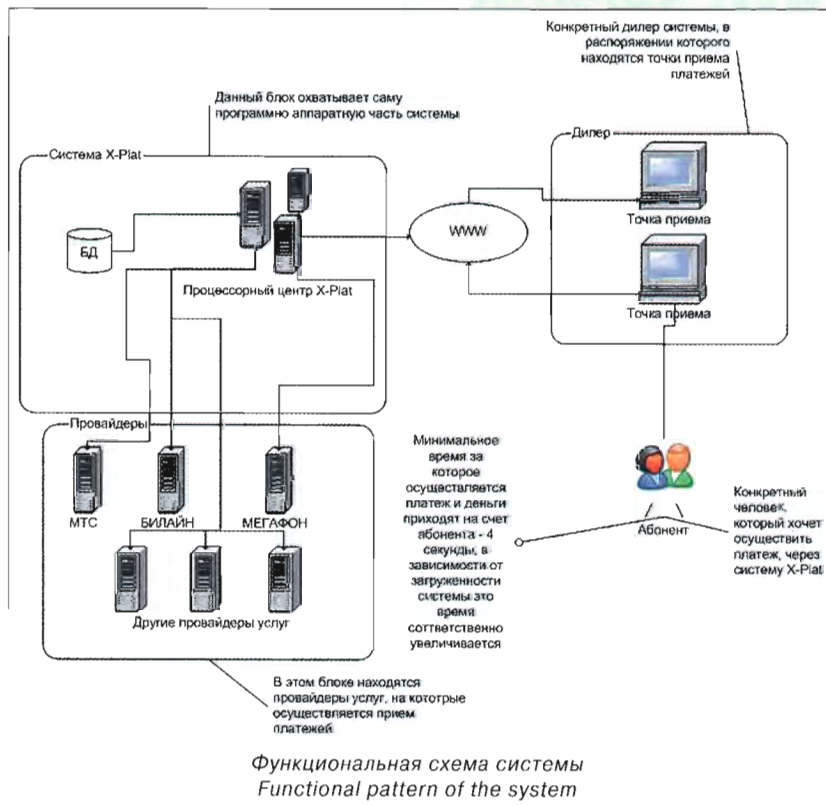 Конкретный дилер системы, в
распоряжении которого
находятся точки приема
платежей
Данный блок охватывает саму
программно аппаратную часть системы
Система X-Plat
Дилер
Точка приема
WWW
БД
Процессорный центр X-Plat
Точка приема
Провайдеры
МТС
БИЛАЙН
МЕГАФОН
Другие провайдеры услуг
Минимальное
время за
которое
осуществляется
платеж и деньги
приходят на счет
абонента - 4
секунды, в
зависимости от
загруженности
системы это
время
соттветственно
увеличивается
Абонент
Конкретный
человек,
который хочет
осуществить
платеж, через
систему X-Plat
В этом блоке находятся
провайдеры услуг, на кототрые
осуществляется прием
платежей
Функциональная схема системы
Functional pattern of the system